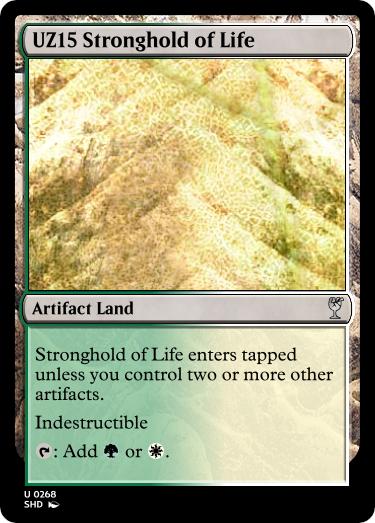 UZ15 Stronghold of Life
Artifact Land
Stronghold of Life enters tapped
unless you control two or more other
artifacts.
Indestructible
: Add or .
U 0268
SHD